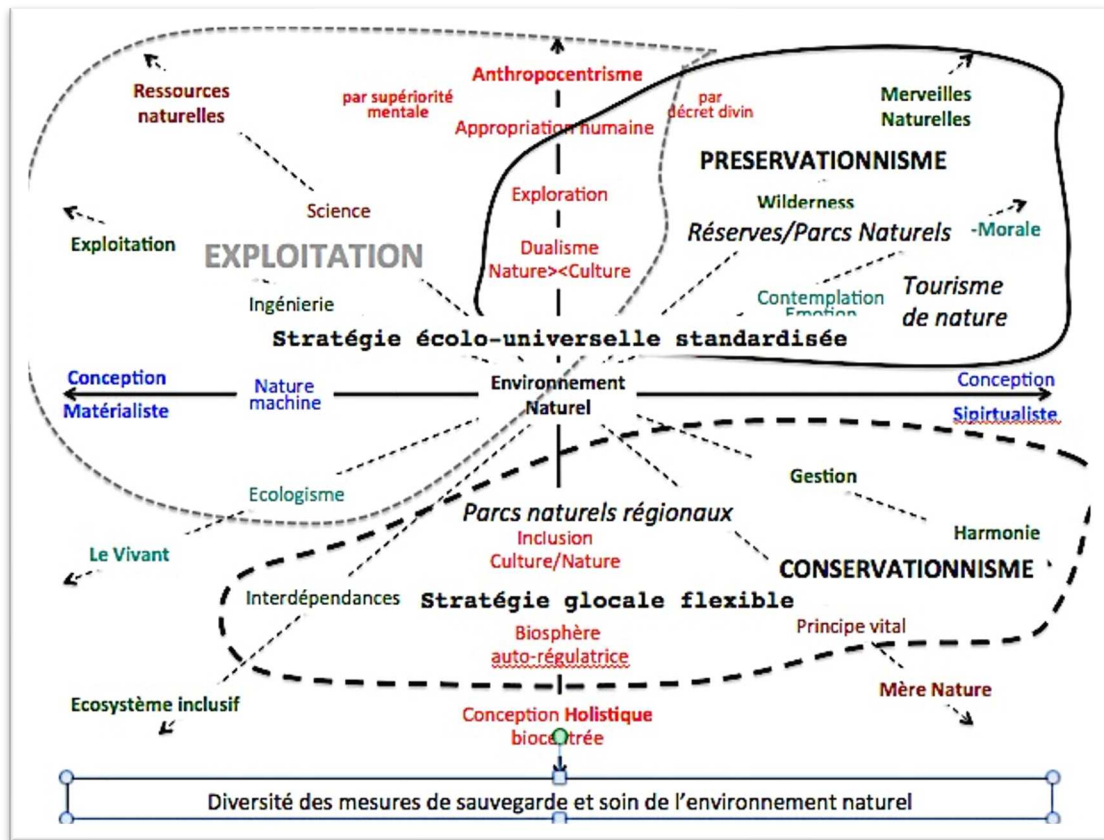 Anthropocentrisme
Ressources
naturelles
par supériorité
mentale
par
décret divin
Appropriation humaine
Merveilles
Naturelles
PRESERVATIONNISME
Exploration
Wilderness
Science
Réserves/Parcs Naturels
-Morale
Exploitation
EXPLOITATION
Dualisme
Nature><Culture
Ingénierie
Contemplation
Emotion
Tourisme
de nature
Stratégie écolo-universelle standardisée
Conception
Matérialiste
Nature
machine
Environnement
Naturel
Conception
Sipirtualiste
Gestion
Ecologisme
Parcs naturels régionaux
Harmonie
Inclusion
Culture/Nature
Le Vivant
CONSERVATIONNISME
Interdépendances
Stratégie glocale flexible
Principe vital
Biosphère
auto-régulatrice
Mère Nature
Ecosystème inclusif
Conception Holistique
biocentrée
Diversité des mesures de sauvegarde et soin de l'environnement naturel